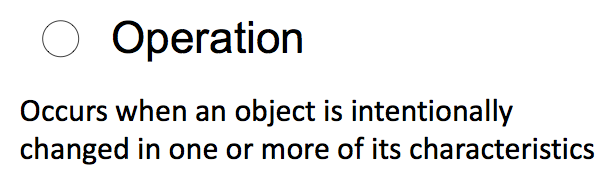 Operation
Occurs when an object is intentionally
changed in one or more of its characteristics